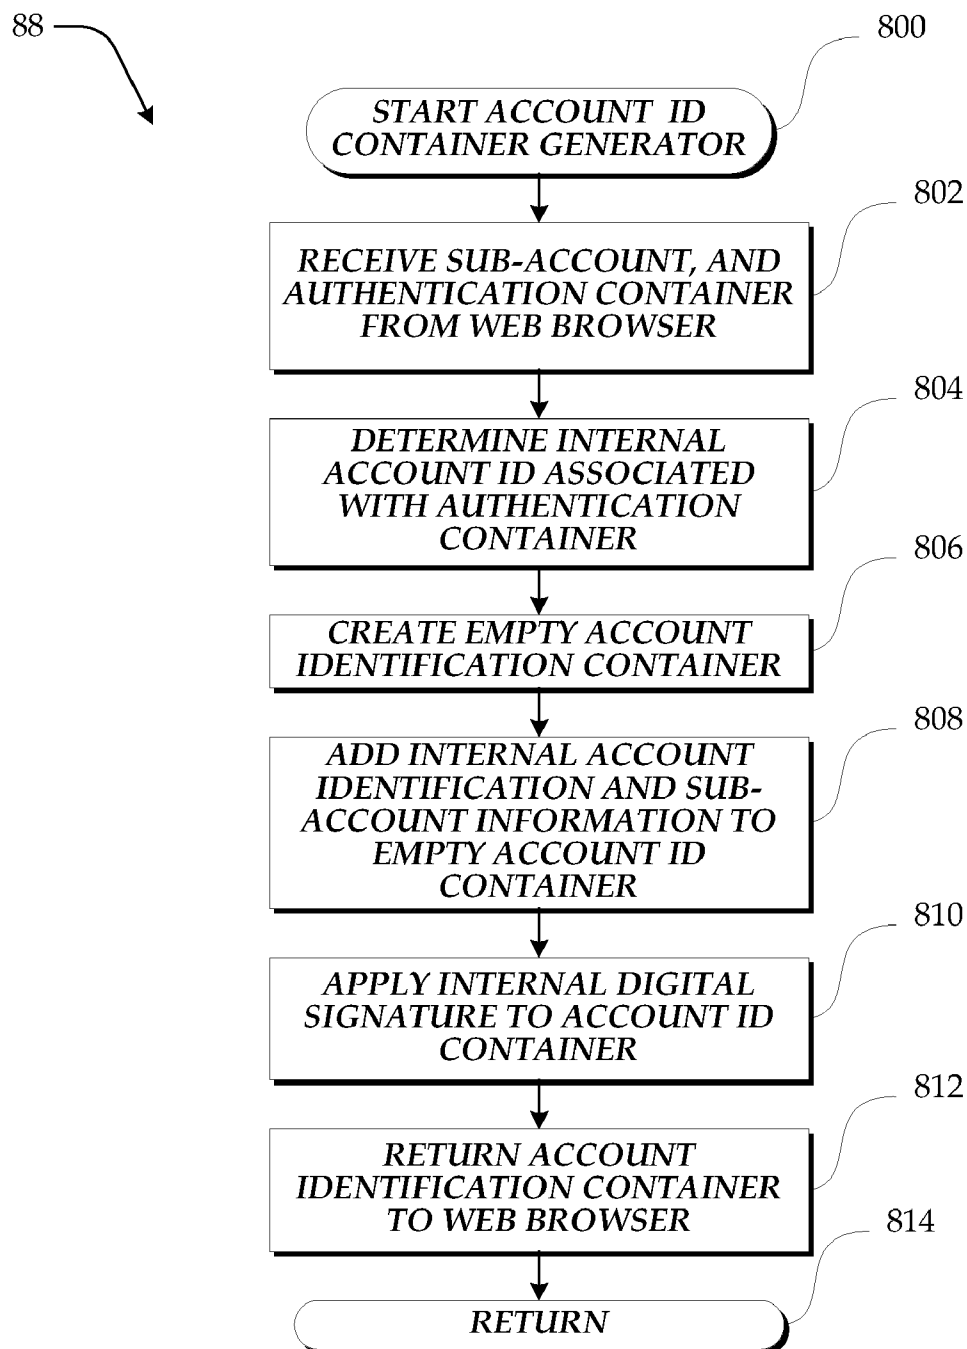 88
800
START ACCOUNT ID
CONTAINER GENERATOR
802
RECEIVE SUB-ACCOUNT, AND
AUTHENTICATION CONTAINER
FROM WEB BROWSER
804
DETERMINE INTERNAL
ACCOUNT ID ASSOCIATED
WITH AUTHENTICATION
CONTAINER
806
CREATE EMPTY ACCOUNT
IDENTIFICATION CONTAINER
808
ADD INTERNAL ACCOUNT
IDENTIFICATION AND SUB-
ACCOUNT INFORMATION TO
EMPTY ACCOUNT ID
CONTAINER
810
APPLY INTERNAL DIGITAL
SIGNATURE TO ACCOUNT ID
CONTAINER
812
RETURN ACCOUNT
IDENTIFICATION CONTAINER
TO WEB BROWSER
814
RETURN